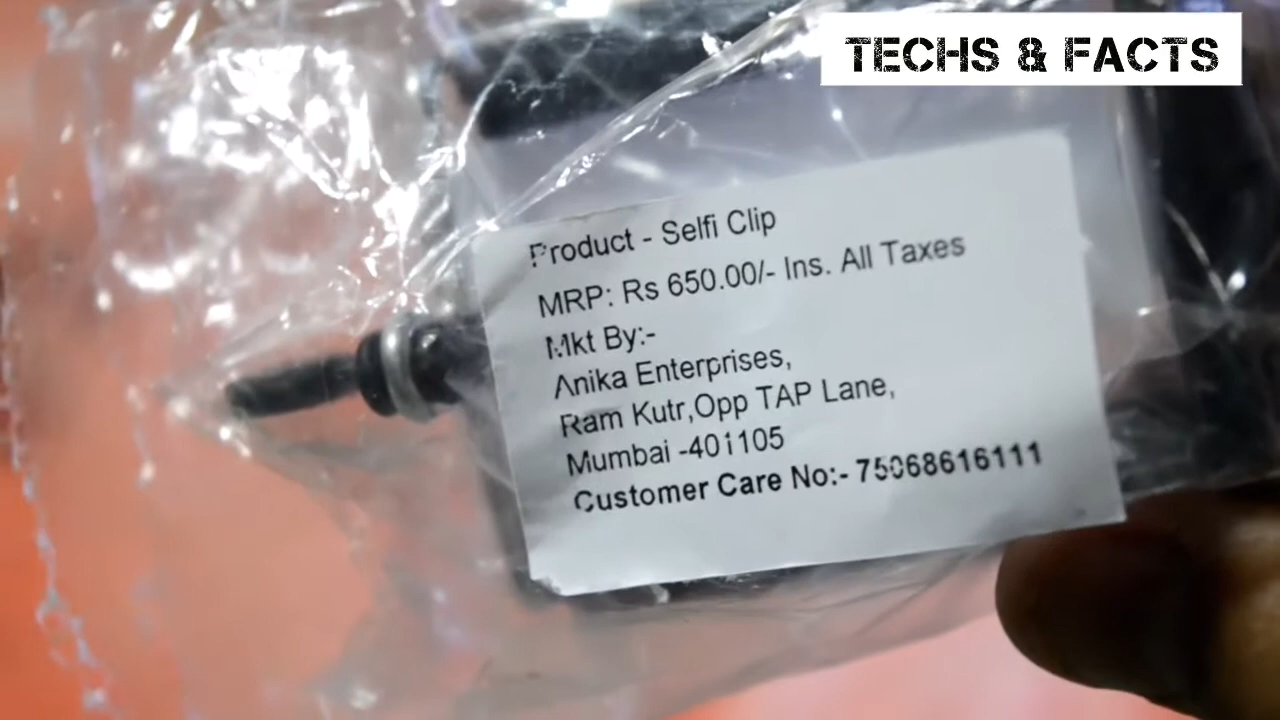 TECHS & FACTS
Product - Selfi Clip
MRP: Rs 650.00/- Ins. All Taxes
Mkt By:-
Anika Enterprises,
Ram Kutr,Opp TAP Lane,
Mumbai -401105
Customer Care No:- 75068616111